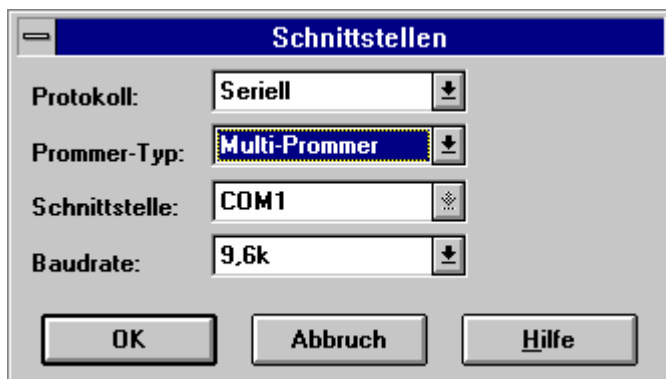 Schnittstellen
Protokoll: Seriell
Prommer-Typ: Multi-Prommer
Schnittstelle: COM1
Baudrate: 9,6k
OK Abbruch Hilfe